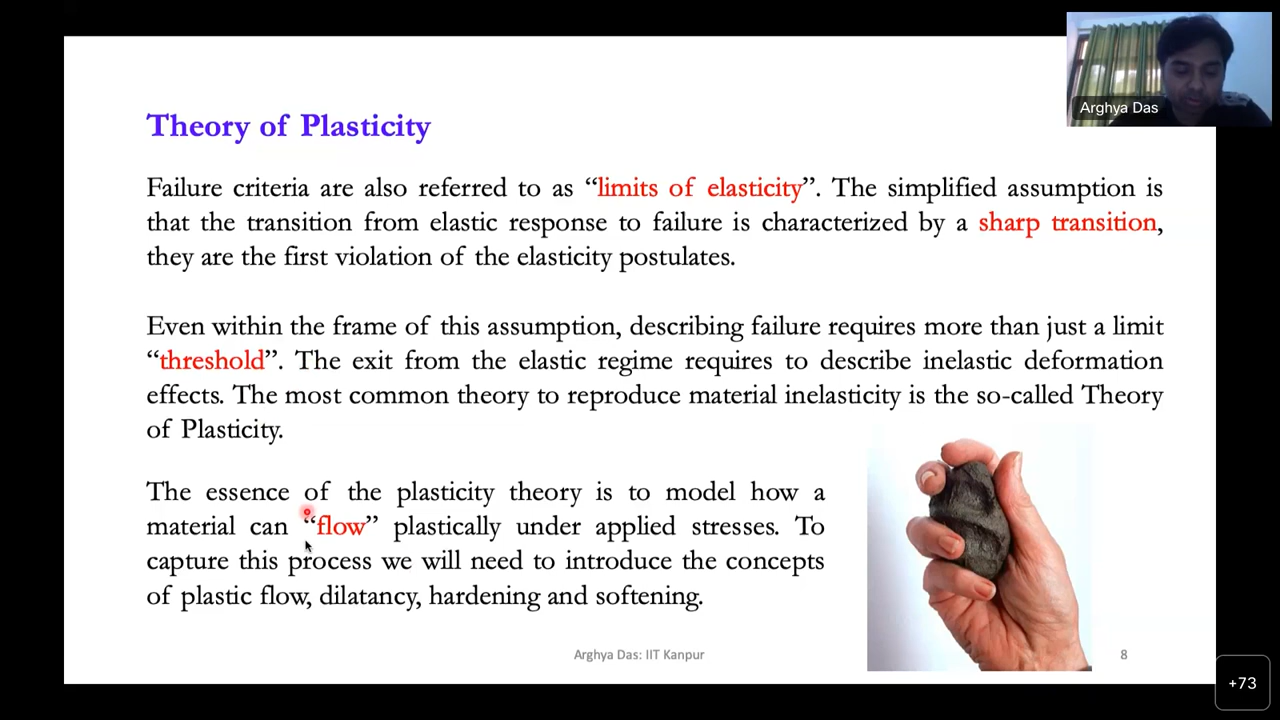 Arghya Das
Theory of Plasticity
Failure criteria are also referred to as “limits of elasticity”. The simplified assumption is
that the transition from elastic response to failure is characterized by a sharp transition,
they are the first violation of the elasticity postulates.
Even within the frame of this assumption, describing failure requires more than just a limit
“threshold”. The exit from the elastic regime requires to describe inelastic deformation
effects. The most common theory to reproduce material inelasticity is the so-called Theory
of Plasticity.
The essence of the plasticity theory is to model how a
material can “flow” plastically under applied stresses. To
capture this process we will need to introduce the concepts
of plastic flow, dilatancy, hardening and softening.
Arghya Das: IIT Kanpur
8
+73